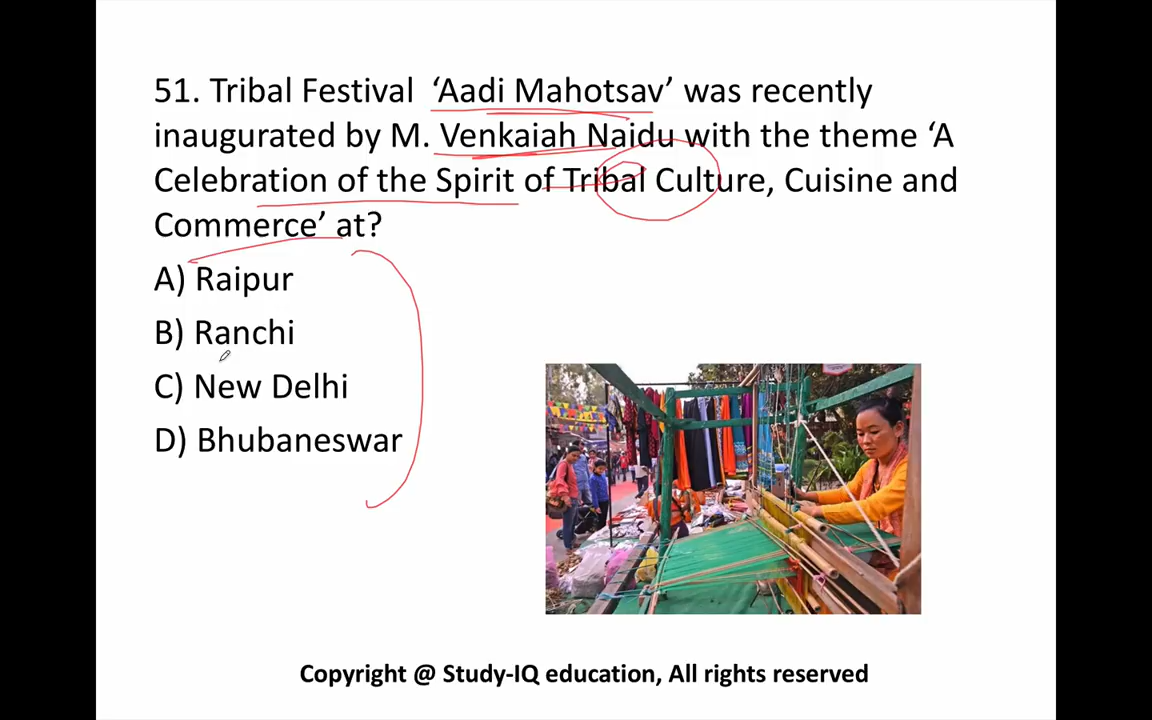 51. Tribal Festival ‘Aadi Mahotsav’ was recently
inaugurated by M. Venkaiah Naidu with the theme ‘A
Celebration of the Spirit of Tribal Culture, Cuisine and
Commerce’ at?
A) Raipur
B) Ranchi
C) New Delhi
D) Bhubaneswar
Copyright @ Study-IQ education, All rights reserved